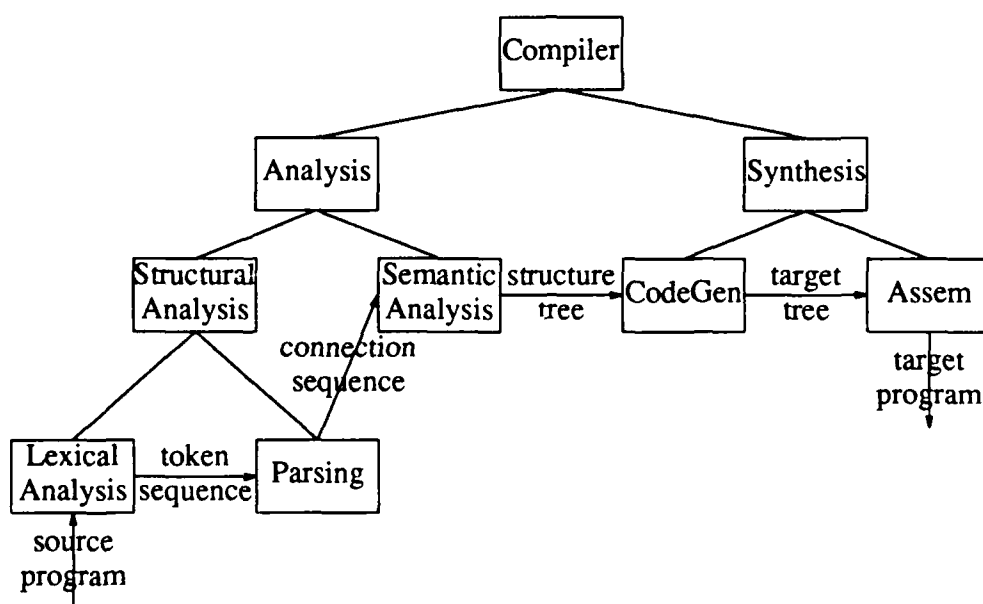 Compiler
Analysis
Synthesis
Structural
Analysis
Semantic
Analysis
structure
tree
CodeGen
target
tree
Assem
connection
sequence
target
program
Lexical
Analysis
token
sequence
Parsing
source
program